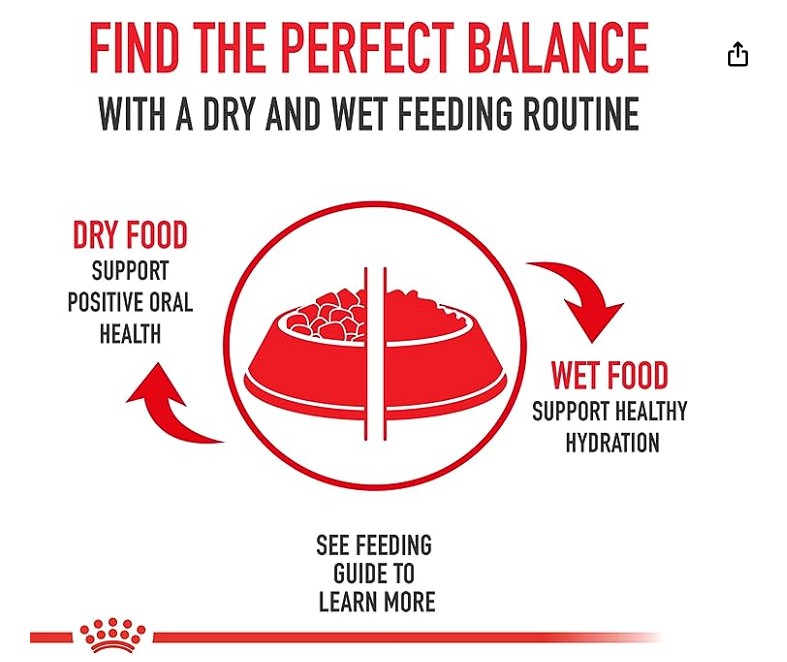 FIND THE PERFECT BALANCE
WITH A DRY AND WET FEEDING ROUTINE
DRY FOOD
SUPPORT
POSITIVE ORAL
HEALTH
WET FOOD
SUPPORT HEALTHY
HYDRATION
SEE FEEDING
GUIDE TO
LEARN MORE